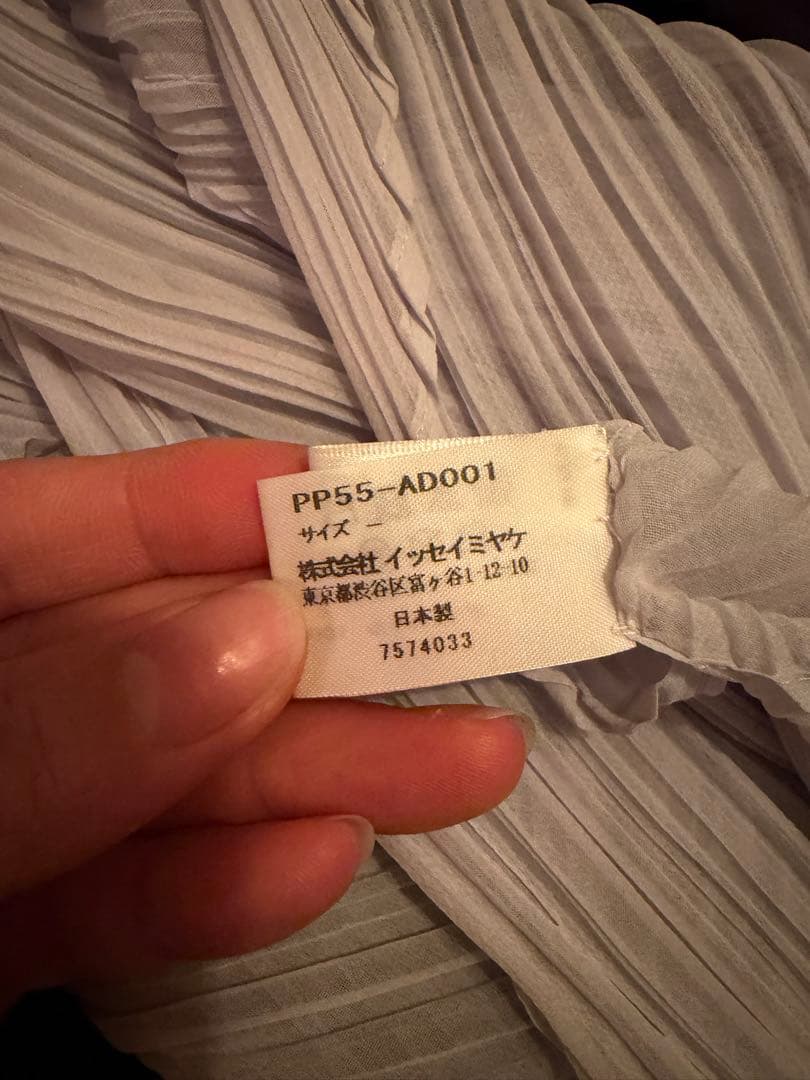 PP55-AD001
サイズ －
株式会社 イッセイミヤケ
東京都渋谷区富ヶ谷1-12-10
日本製
7574033